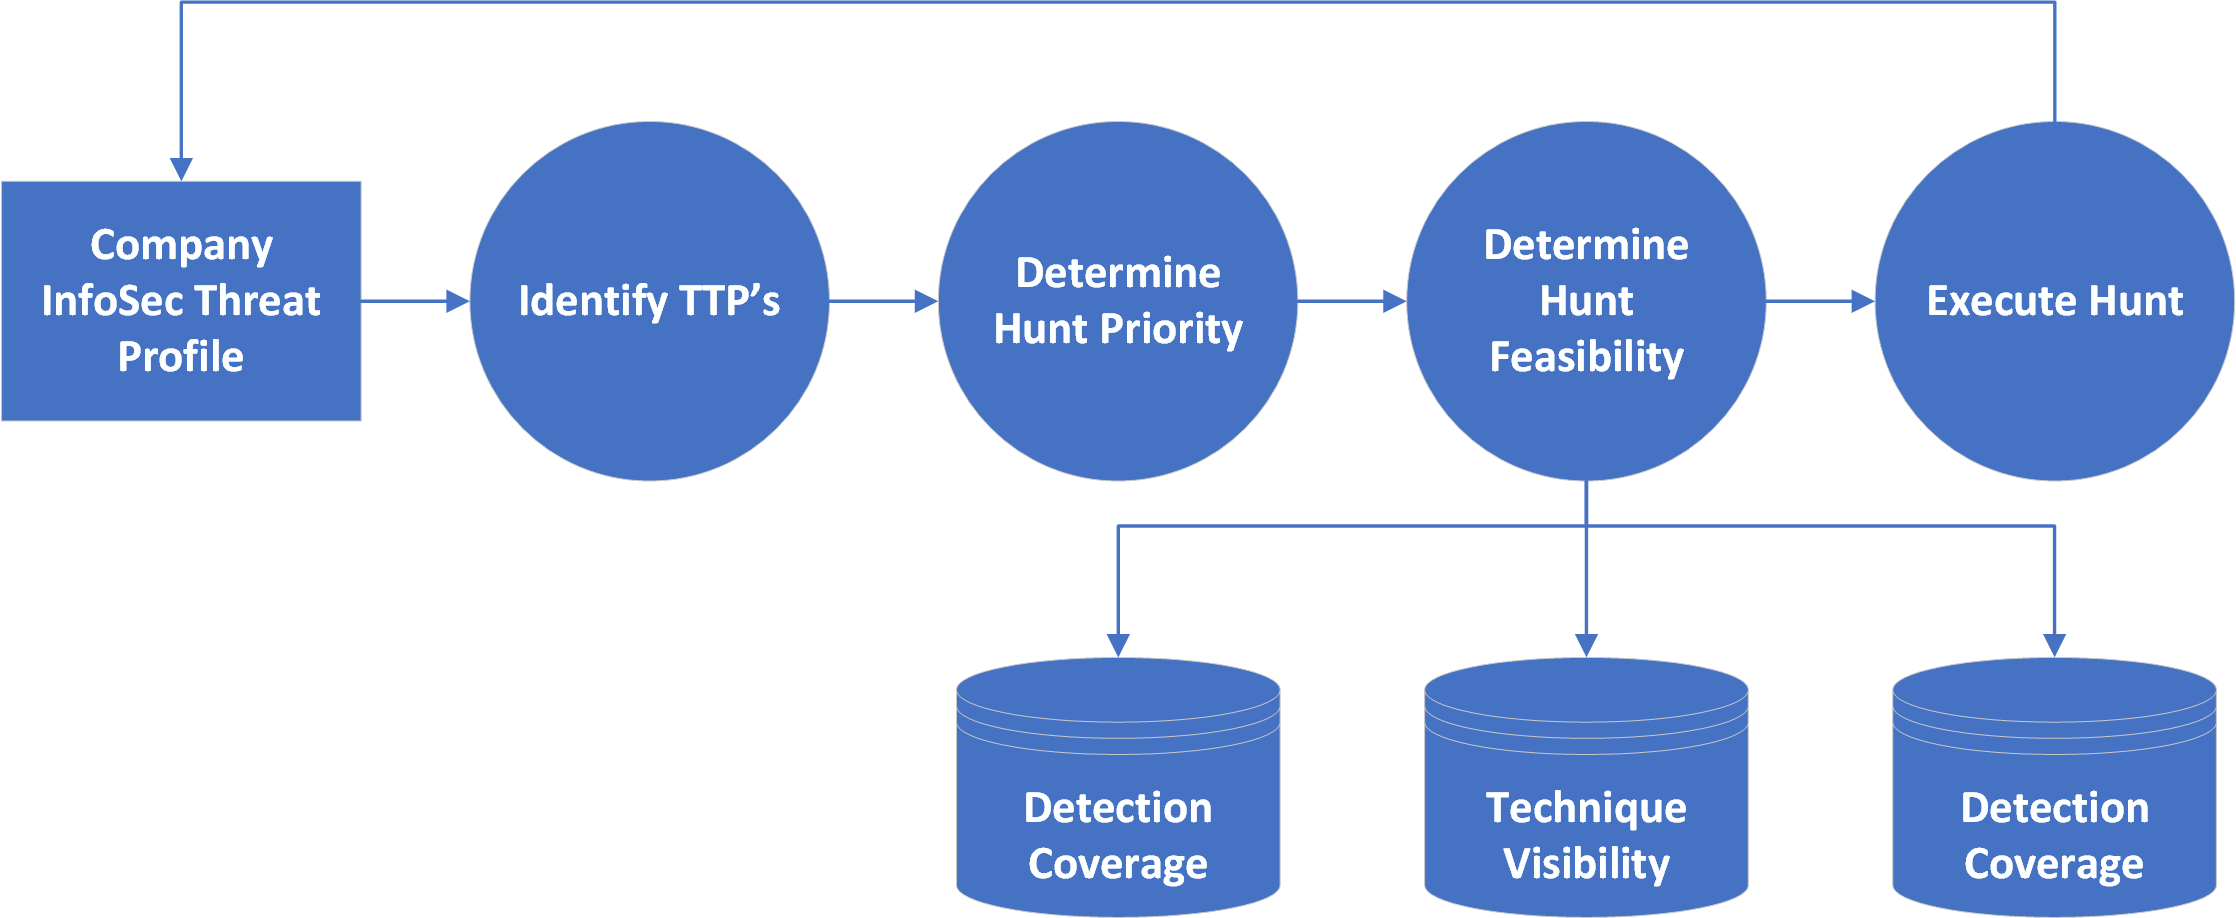 Company
InfoSec Threat
Profile
Identify TTP’s
Determine
Hunt Priority
Determine
Hunt
Feasibility
Execute Hunt
Detection
Coverage
Technique
Visibility
Detection
Coverage